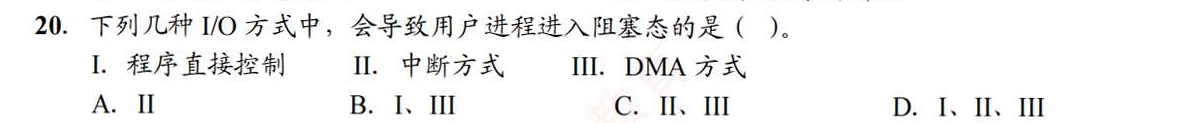 20. 下列几种 I/O 方式中，会导致用户进程进入阻塞态的是（ ）。
I. 程序直接控制 II. 中断方式 III. DMA 方式
A. II B. I、III C. II、III D. I、II、III